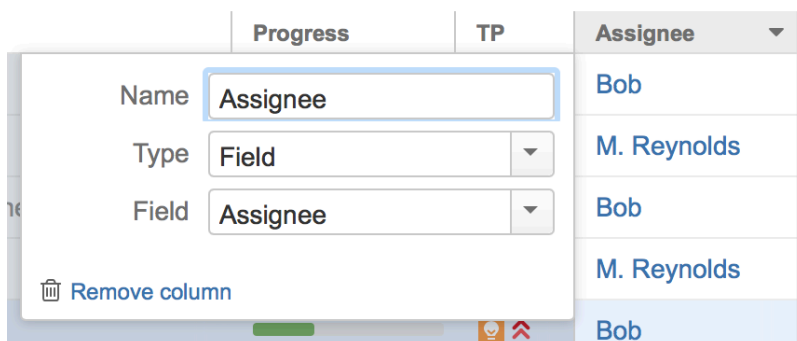 Progress TP Assignee
Name Assignee
Bob
Type Field
M. Reynolds
Field Assignee
Bob
M. Reynolds
Remove column
Bob